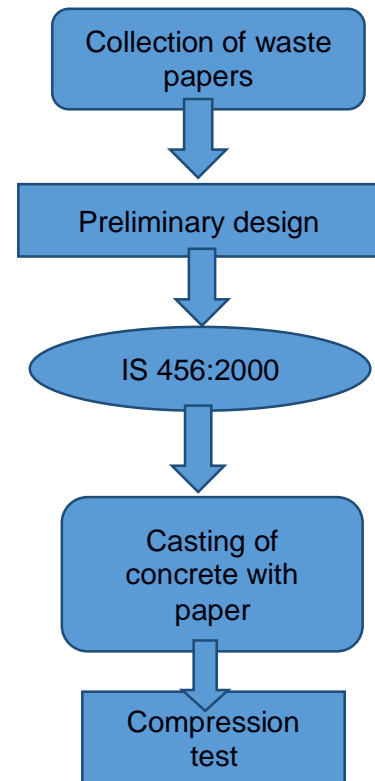 Collection of waste
papers
Preliminary design
IS 456:2000
Casting of
concrete with
paper
Compression
test